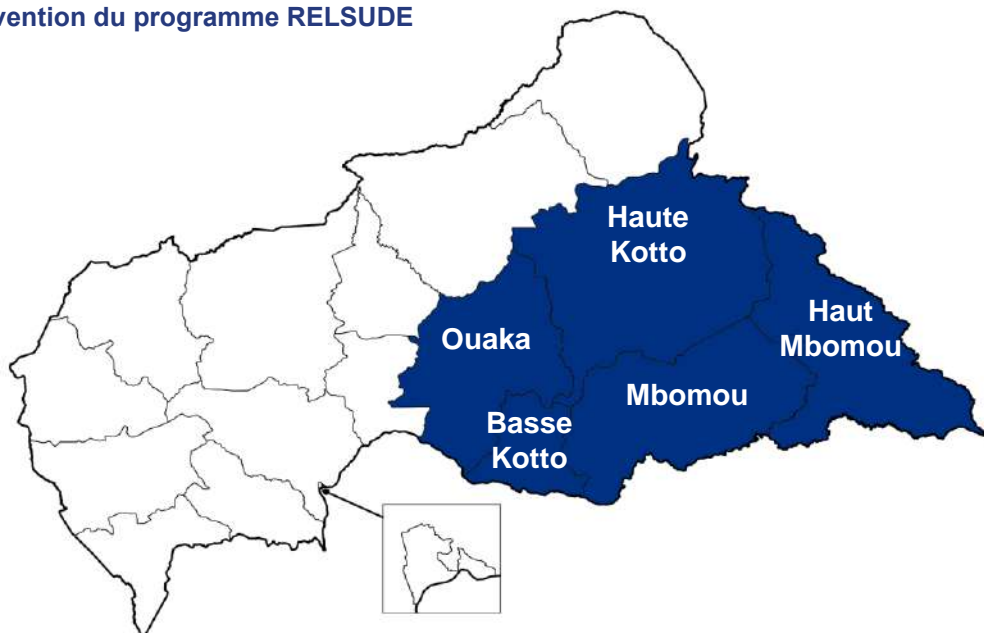 vention du programme RELSUDE
Haute
Kotto
Haut
Mbomou
Ouaka
Mbomou
Basse
Kotto